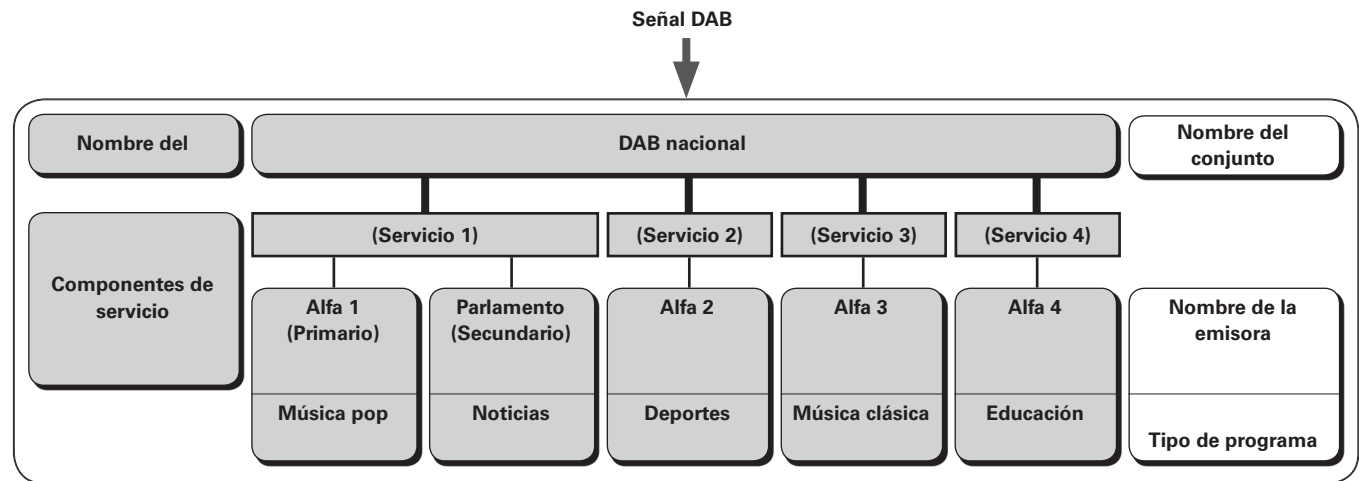 Señal DAB
Nombre del
DAB nacional
Nombre del
conjunto
Componentes de
servicio
(Servicio 1)
(Servicio 2)
(Servicio 3)
(Servicio 4)
Alfa 1
(Primario)
Parlamento
(Secundario)
Alfa 2
Alfa 3
Alfa 4
Nombre de la
emisora
Música pop
Noticias
Deportes
Música clásica
Educación
Tipo de programa